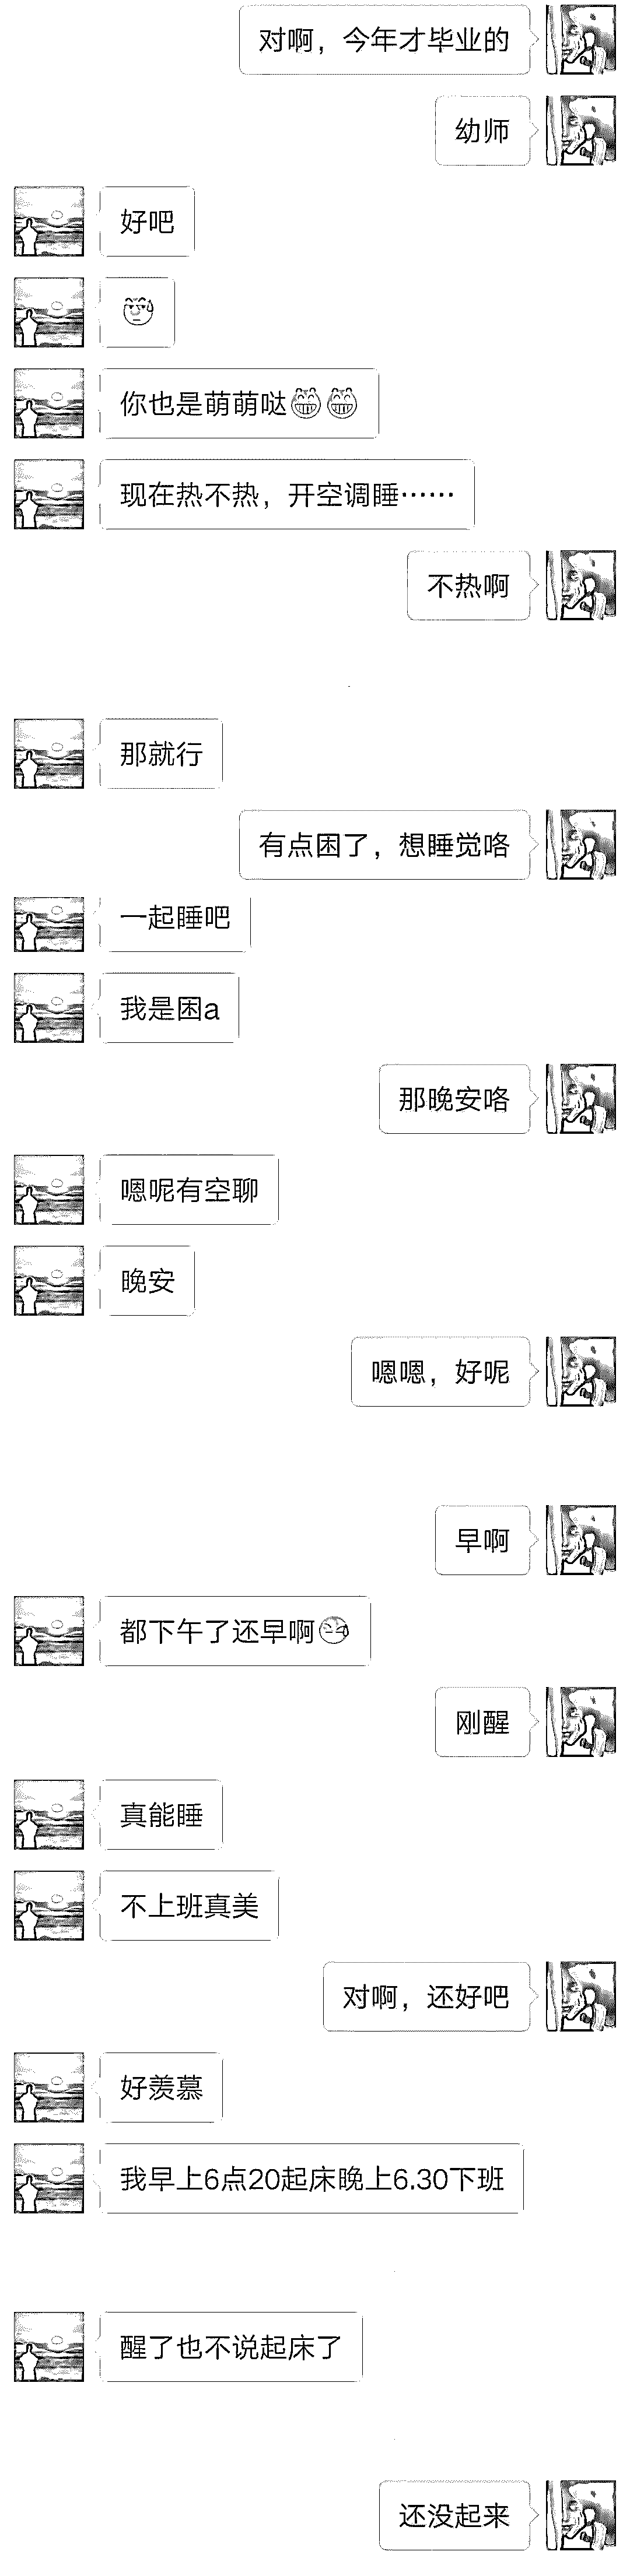 对啊，今年才毕业的
幼师
好吧
你也是萌萌哒
现在热不热，开空调睡……
不热啊
那就行
有点困了，想睡觉咯
一起睡吧
我是困a
那晚安咯
嗯呢有空聊
晚安
嗯嗯，好呢
早啊
都下午了还早啊
刚醒
真能睡
不上班真美
对啊，还好吧
好羡慕
我早上6点20起床晚上6.30下班
醒了也不说起床了
还没起来